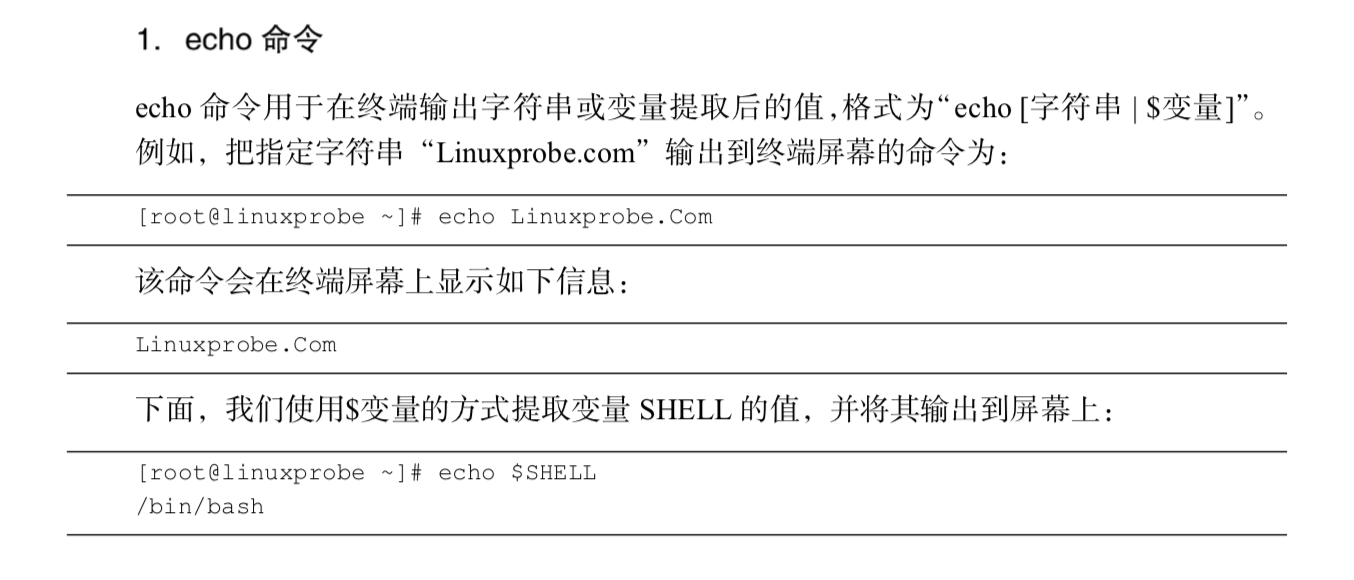 1. echo 命令
echo 命令用于在终端输出字符串或变量提取后的值,格式为“echo [字符串 | $变量]”。
例如，把指定字符串“Linuxprobe.com”输出到终端屏幕的命令为：
[root@linuxprobe ~]# echo Linuxprobe.Com
该命令会在终端屏幕上显示如下信息：
Linuxprobe.Com
下面，我们使用$变量的方式提取变量 SHELL 的值，并将其输出到屏幕上：
[root@linuxprobe ~]# echo $SHELL
/bin/bash